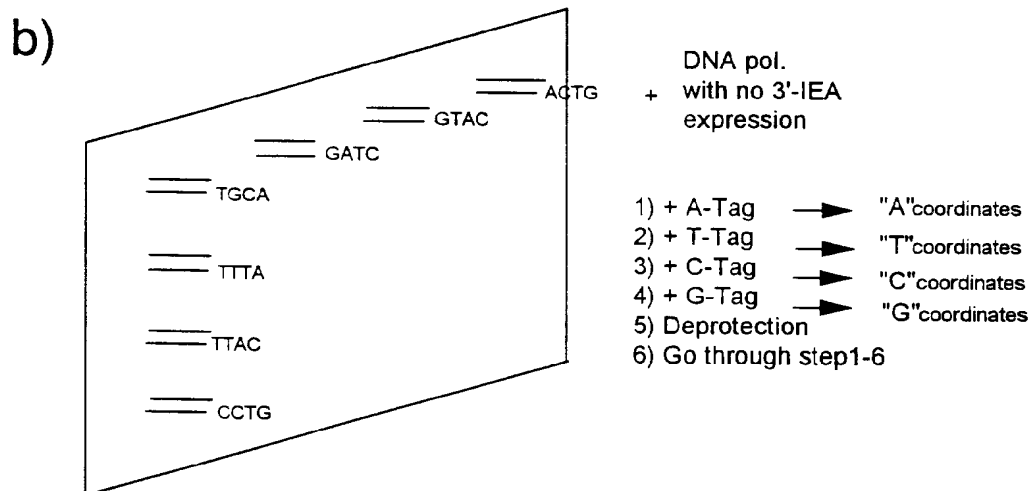 b)
DNA pol.
with no 3'-IEA
+
expression
ACTG
GTAC
GATC
TGCA
TTTA
TTAC
CCTG
1) + A-Tag "A"coordinates
2) + T-Tag "T"coordinates
3) + C-Tag "C"coordinates
4) + G-Tag "G"coordinates
5) Deprotection
6) Go through step1-6